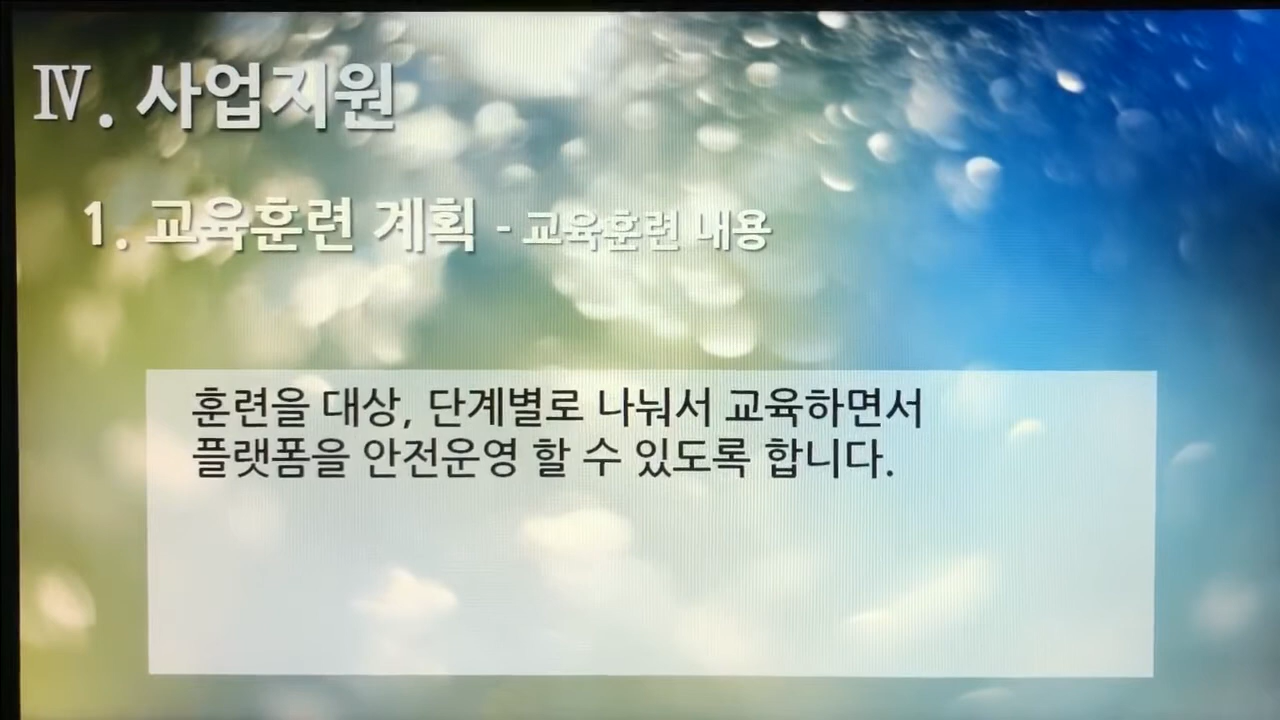 Ⅳ. 사업지원
1. 교육훈련 계획 - 교육훈련 내용
훈련을 대상, 단계별로 나눠서 교육하면서
플랫폼을 안전운영 할 수 있도록 합니다.